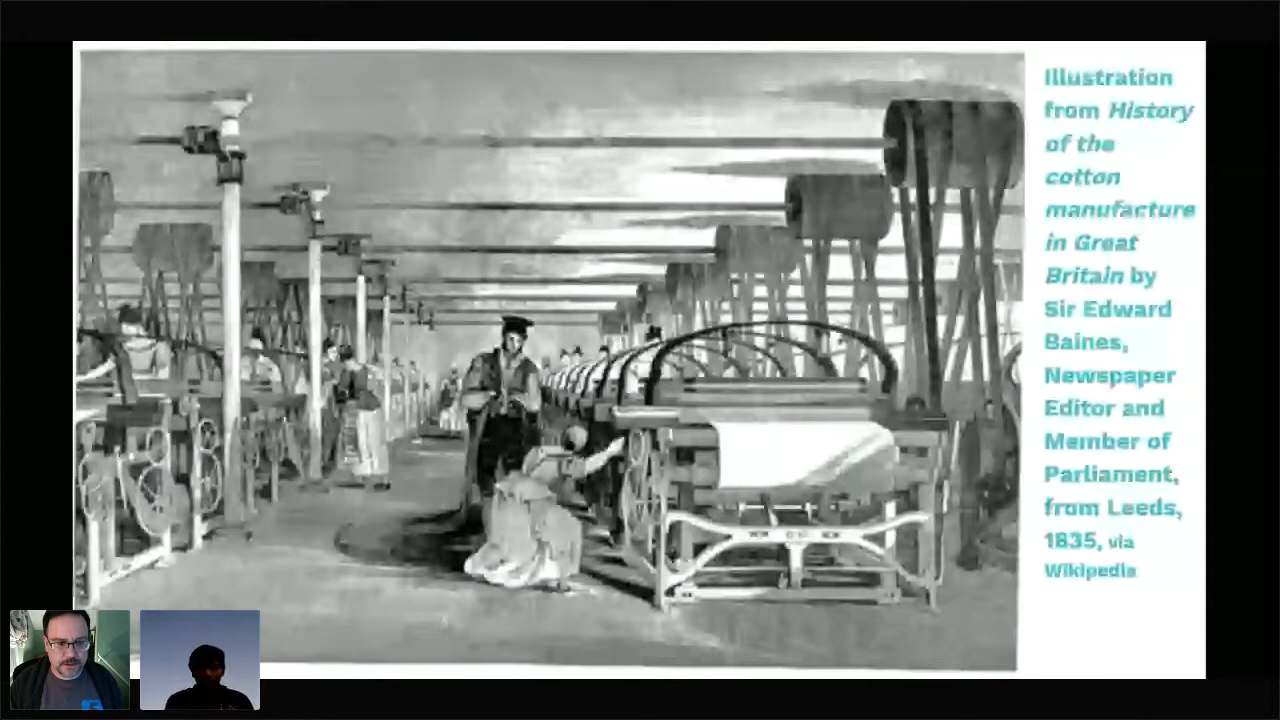 Illustration
from History
of the
cotton
manufacture
in Great
Britain by
Sir Edward
Baines,
Newspaper
Editor and
Member of
Parliament,
from Leeds,
1835, via
Wikipedia